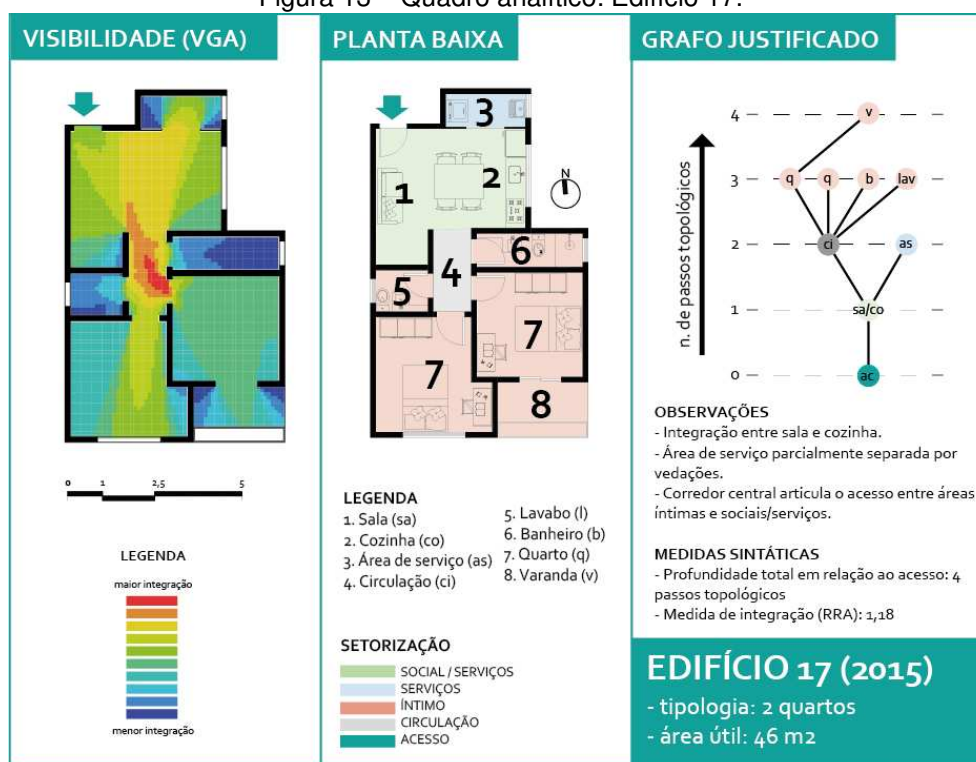 Figura 13 – Quadro analítico: Edifício 17.
VISIBILIDADE (VGA)
0 1 2,5 5
LEGENDA
maior integração
menor integração
PLANTA BAIXA
3
1
2
N
6
4
5
7
7
8
LEGENDA
1. Sala (sa)
2. Cozinha (co)
3. Área de serviço (as)
4. Circulação (ci)
5. Lavabo (l)
6. Banheiro (b)
7. Quarto (q)
8. Varanda (v)
SETORIZAÇÃO
SOCIAL / SERVIÇOS
SERVIÇOS
ÍNTIMO
CIRCULAÇÃO
ACESSO
GRAFO JUSTIFICADO
n. de passos topológicos
4 v
3 q q b lav
2 ci as
1 sa/co
0 ac
OBSERVAÇÕES
- Integração entre sala e cozinha.
- Área de serviço parcialmente separada por
vedações.
- Corredor central articula o acesso entre áreas
íntimas e sociais/serviços.
MEDIDAS SINTÁTICAS
- Profundidade total em relação ao acesso: 4
passos topológicos
- Medida de integração (RRA): 1,18
EDIFÍCIO 17 (2015)
- tipologia: 2 quartos
- área útil: 46 m2